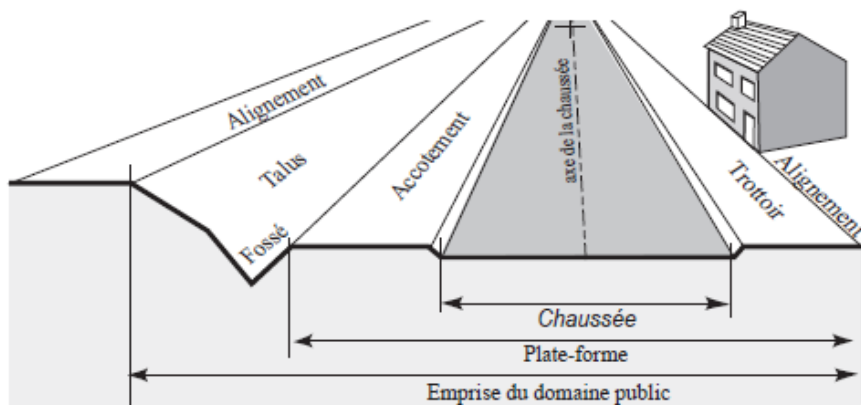 Alignement
Talus
Fossé
Accotement
axe de la chaussée
Trottoir
Alignement
Chaussée
Plate-forme
Emprise du domaine public